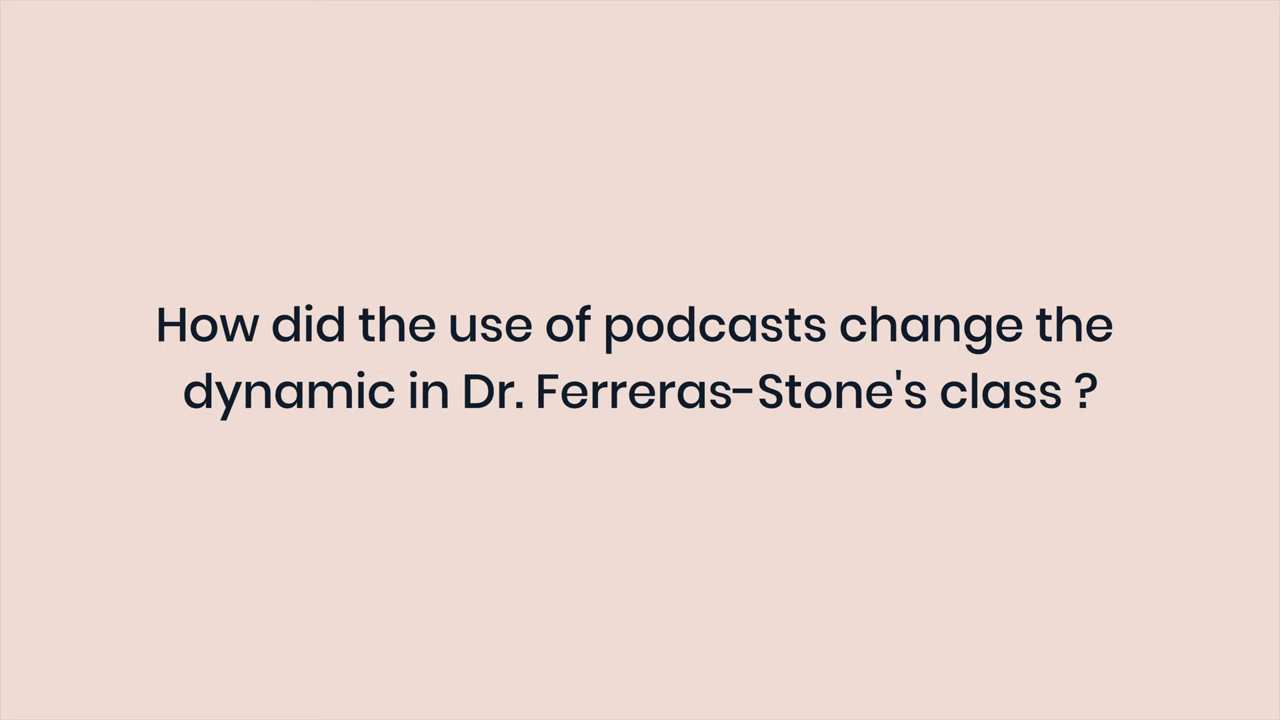 How did the use of podcasts change the
dynamic in Dr. Ferreras-Stone's class ?